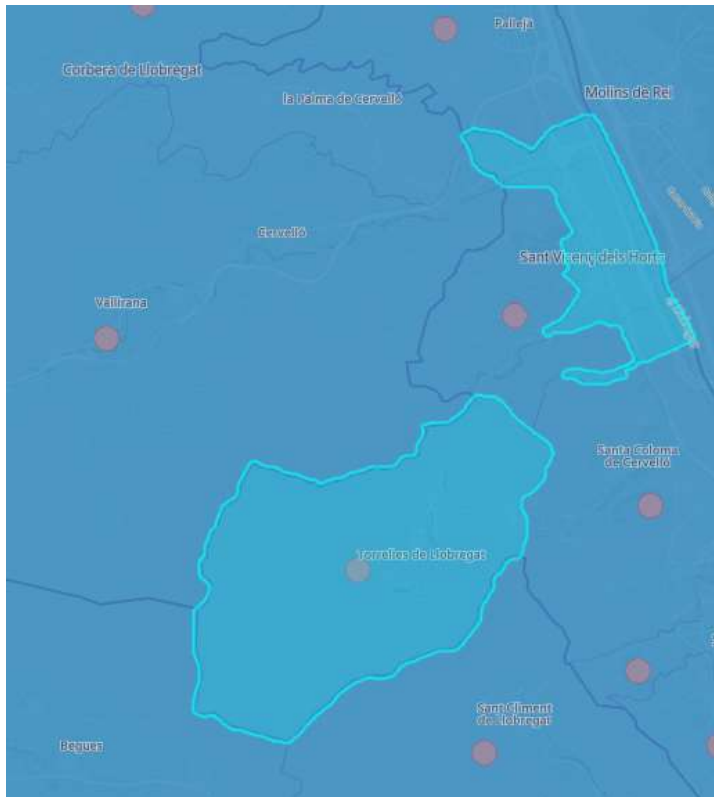 Pallejà
Corbera de Llobregat
Molins de Rei
la Palma de Cervelló
Cervelló
Sant Vicenç dels Horts
Vallirana
Santa Coloma
de Cervelló
Torrelles de Llobregat
Sant Climent
de Llobregat
Begues